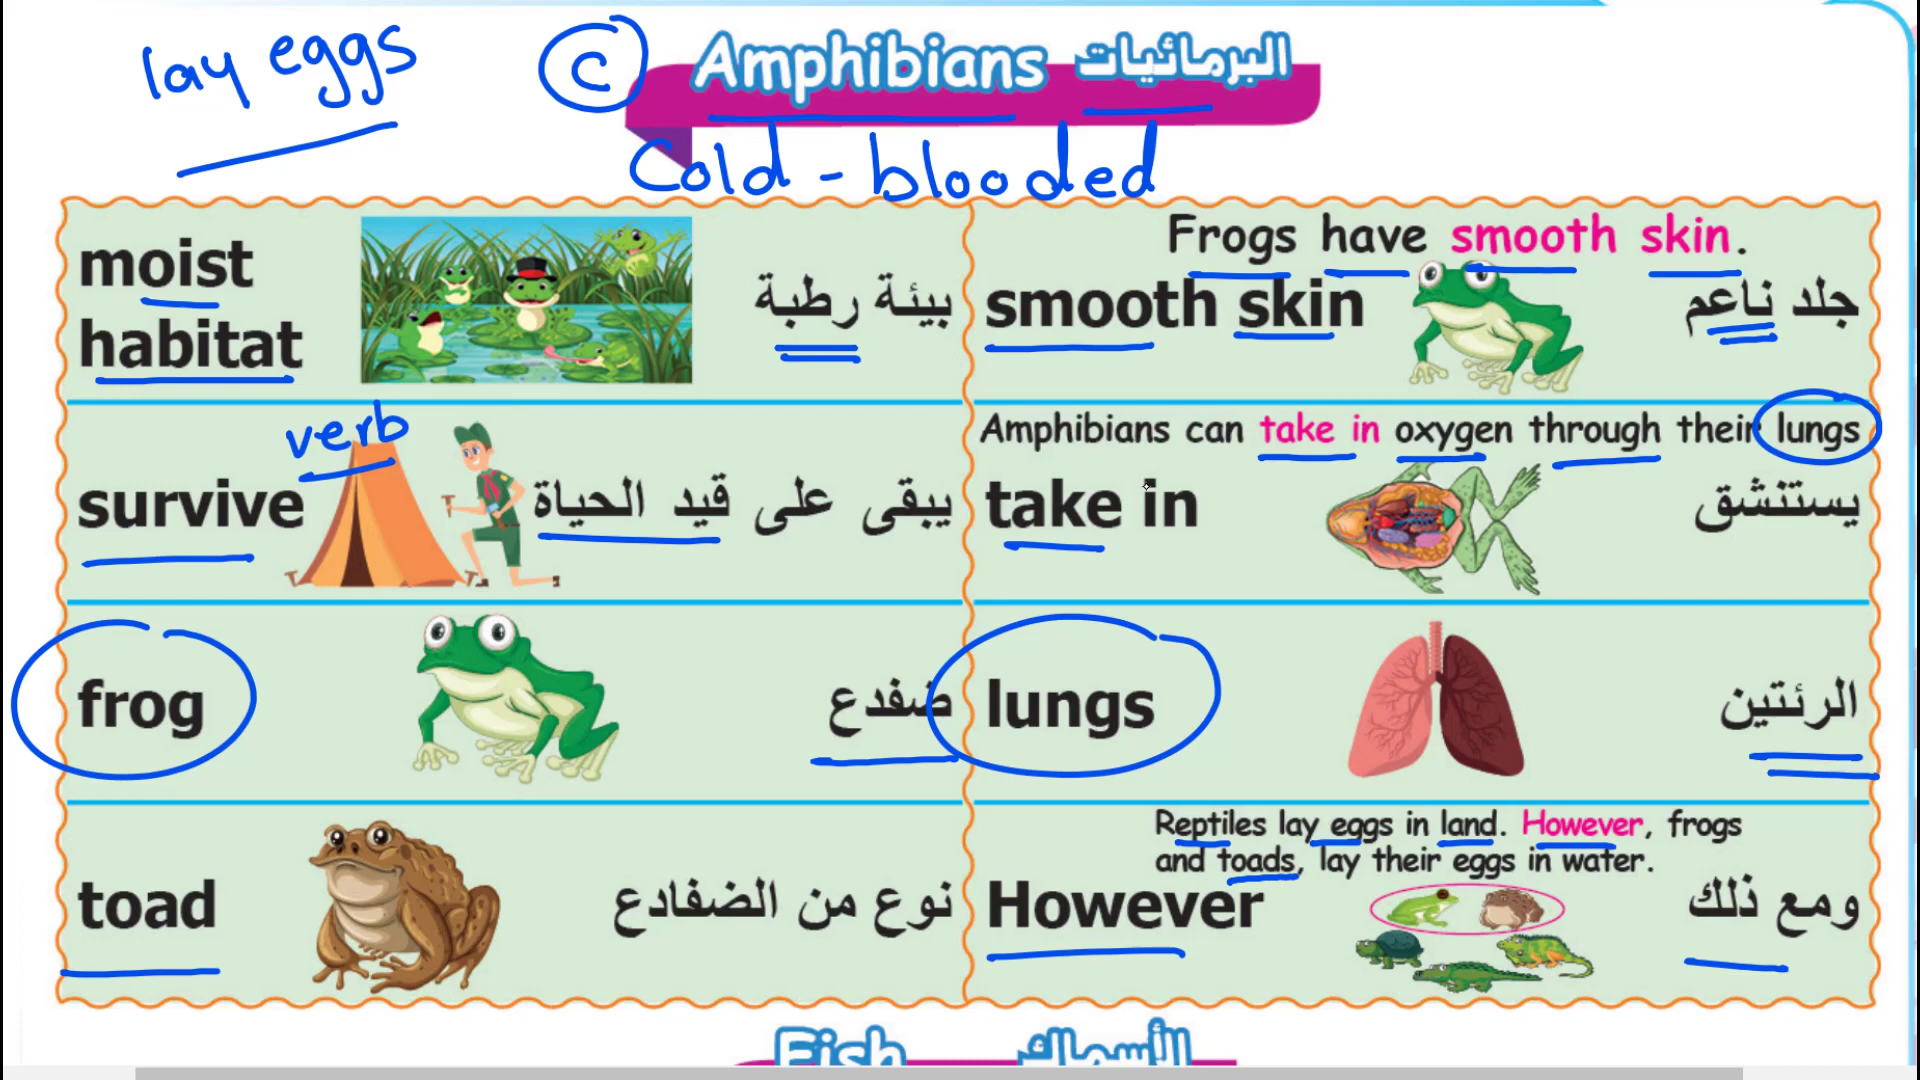 lay eggs
C
Amphibians البرمائيات
Cold-blooded
moist
habitat
بيئة رطبة
Frogs have smooth skin.
smooth skin
جلد ناعم
verb
survive
يبقى على قيد الحياة
Amphibians can take in oxygen through their lungs
take in
يستنشق
frog
ضفدع
lungs
الرئتين
toad
نوع من الضفادع
Reptiles lay eggs in land. However, frogs
and toads, lay their eggs in water.
However
ومع ذلك
Fish الأسماك